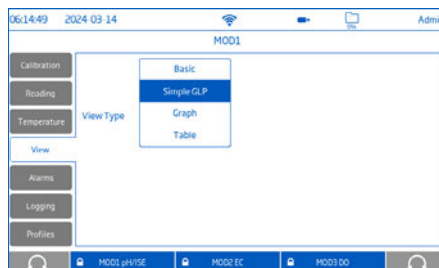 06:14:49 2024-03-14 0% Admi
MOD1
Calibration
Reading
Temperature
View
Alarms
Logging
Profiles
View Type
Basic
Simple GLP
Graph
Table
MOD1 pH/ISE MOD2 EC MOD3 DO